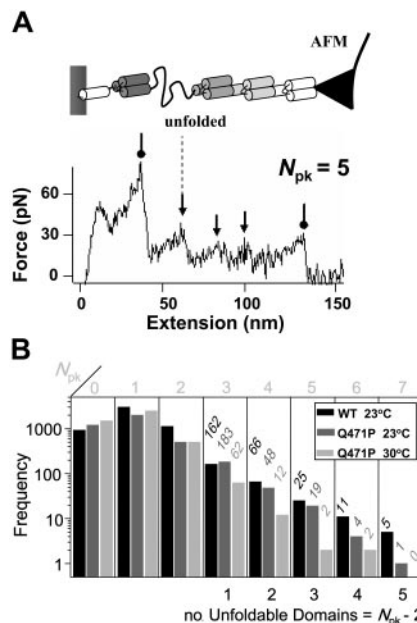 A
AFM
unfolded
N_pk = 5
Force (pN)
60
30
0
0 50 100 150
Extension (nm)
B
N_pk 0 1 2 3 4 5 6 7
WT 23°C
Q471P 23°C
Q471P 30°C
Frequency
1000
100
10
1
162 183 62 66 48 12 25 19 2 11 4 2 5 1 0
1 2 3 4 5
no. Unfoldable Domains = N_pk - 2